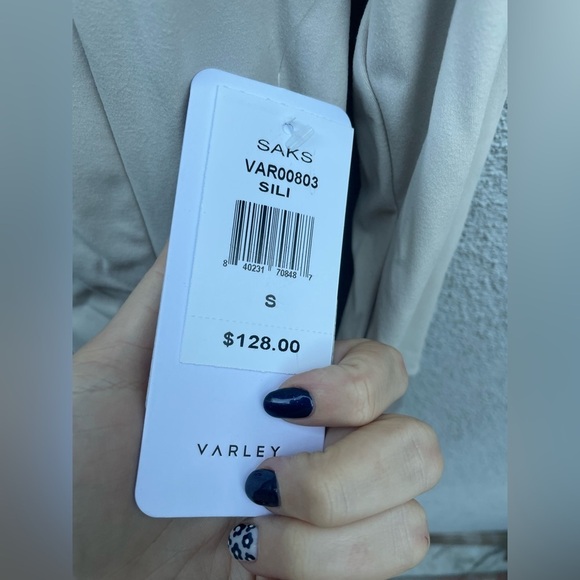 SAKS
VAR00803
SILI
8 40231 70848 7
S
$128.00
VARLEY